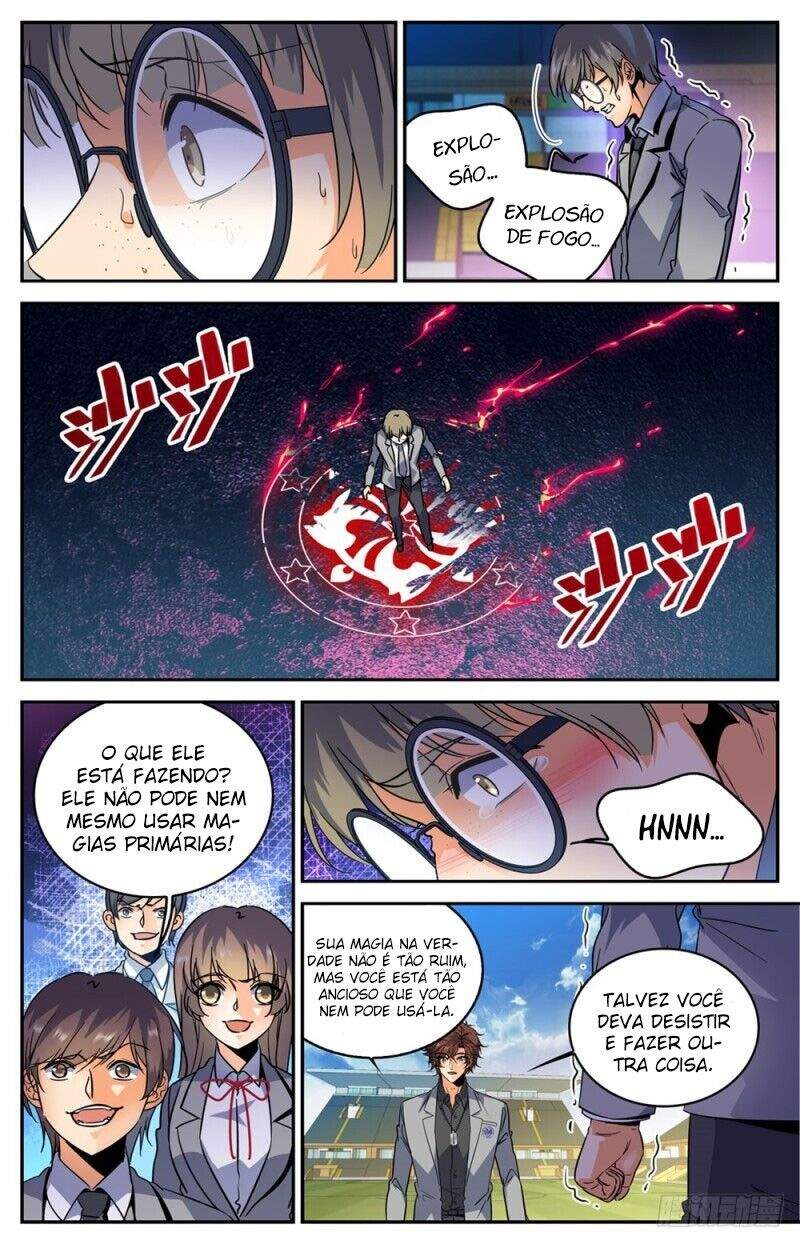 EXPLO-
SÃO...
EXPLOSÃO
DE FOGO...
O QUE ELE
ESTÁ FAZENDO?
ELE NÃO PODE NEM
MESMO USAR MA-
GIAS PRIMÁRIAS!
HNNN...
SUA MAGIA NA VER-
DADE NÃO É TÃO RUIM,
MAS VOCÊ ESTÁ TÃO
ANCIOSO QUE VOCÊ
NEM PODE USÁ-LA.
TALVEZ VOCÊ
DEVA DESISTIR
E FAZER OU-
TRA COISA.